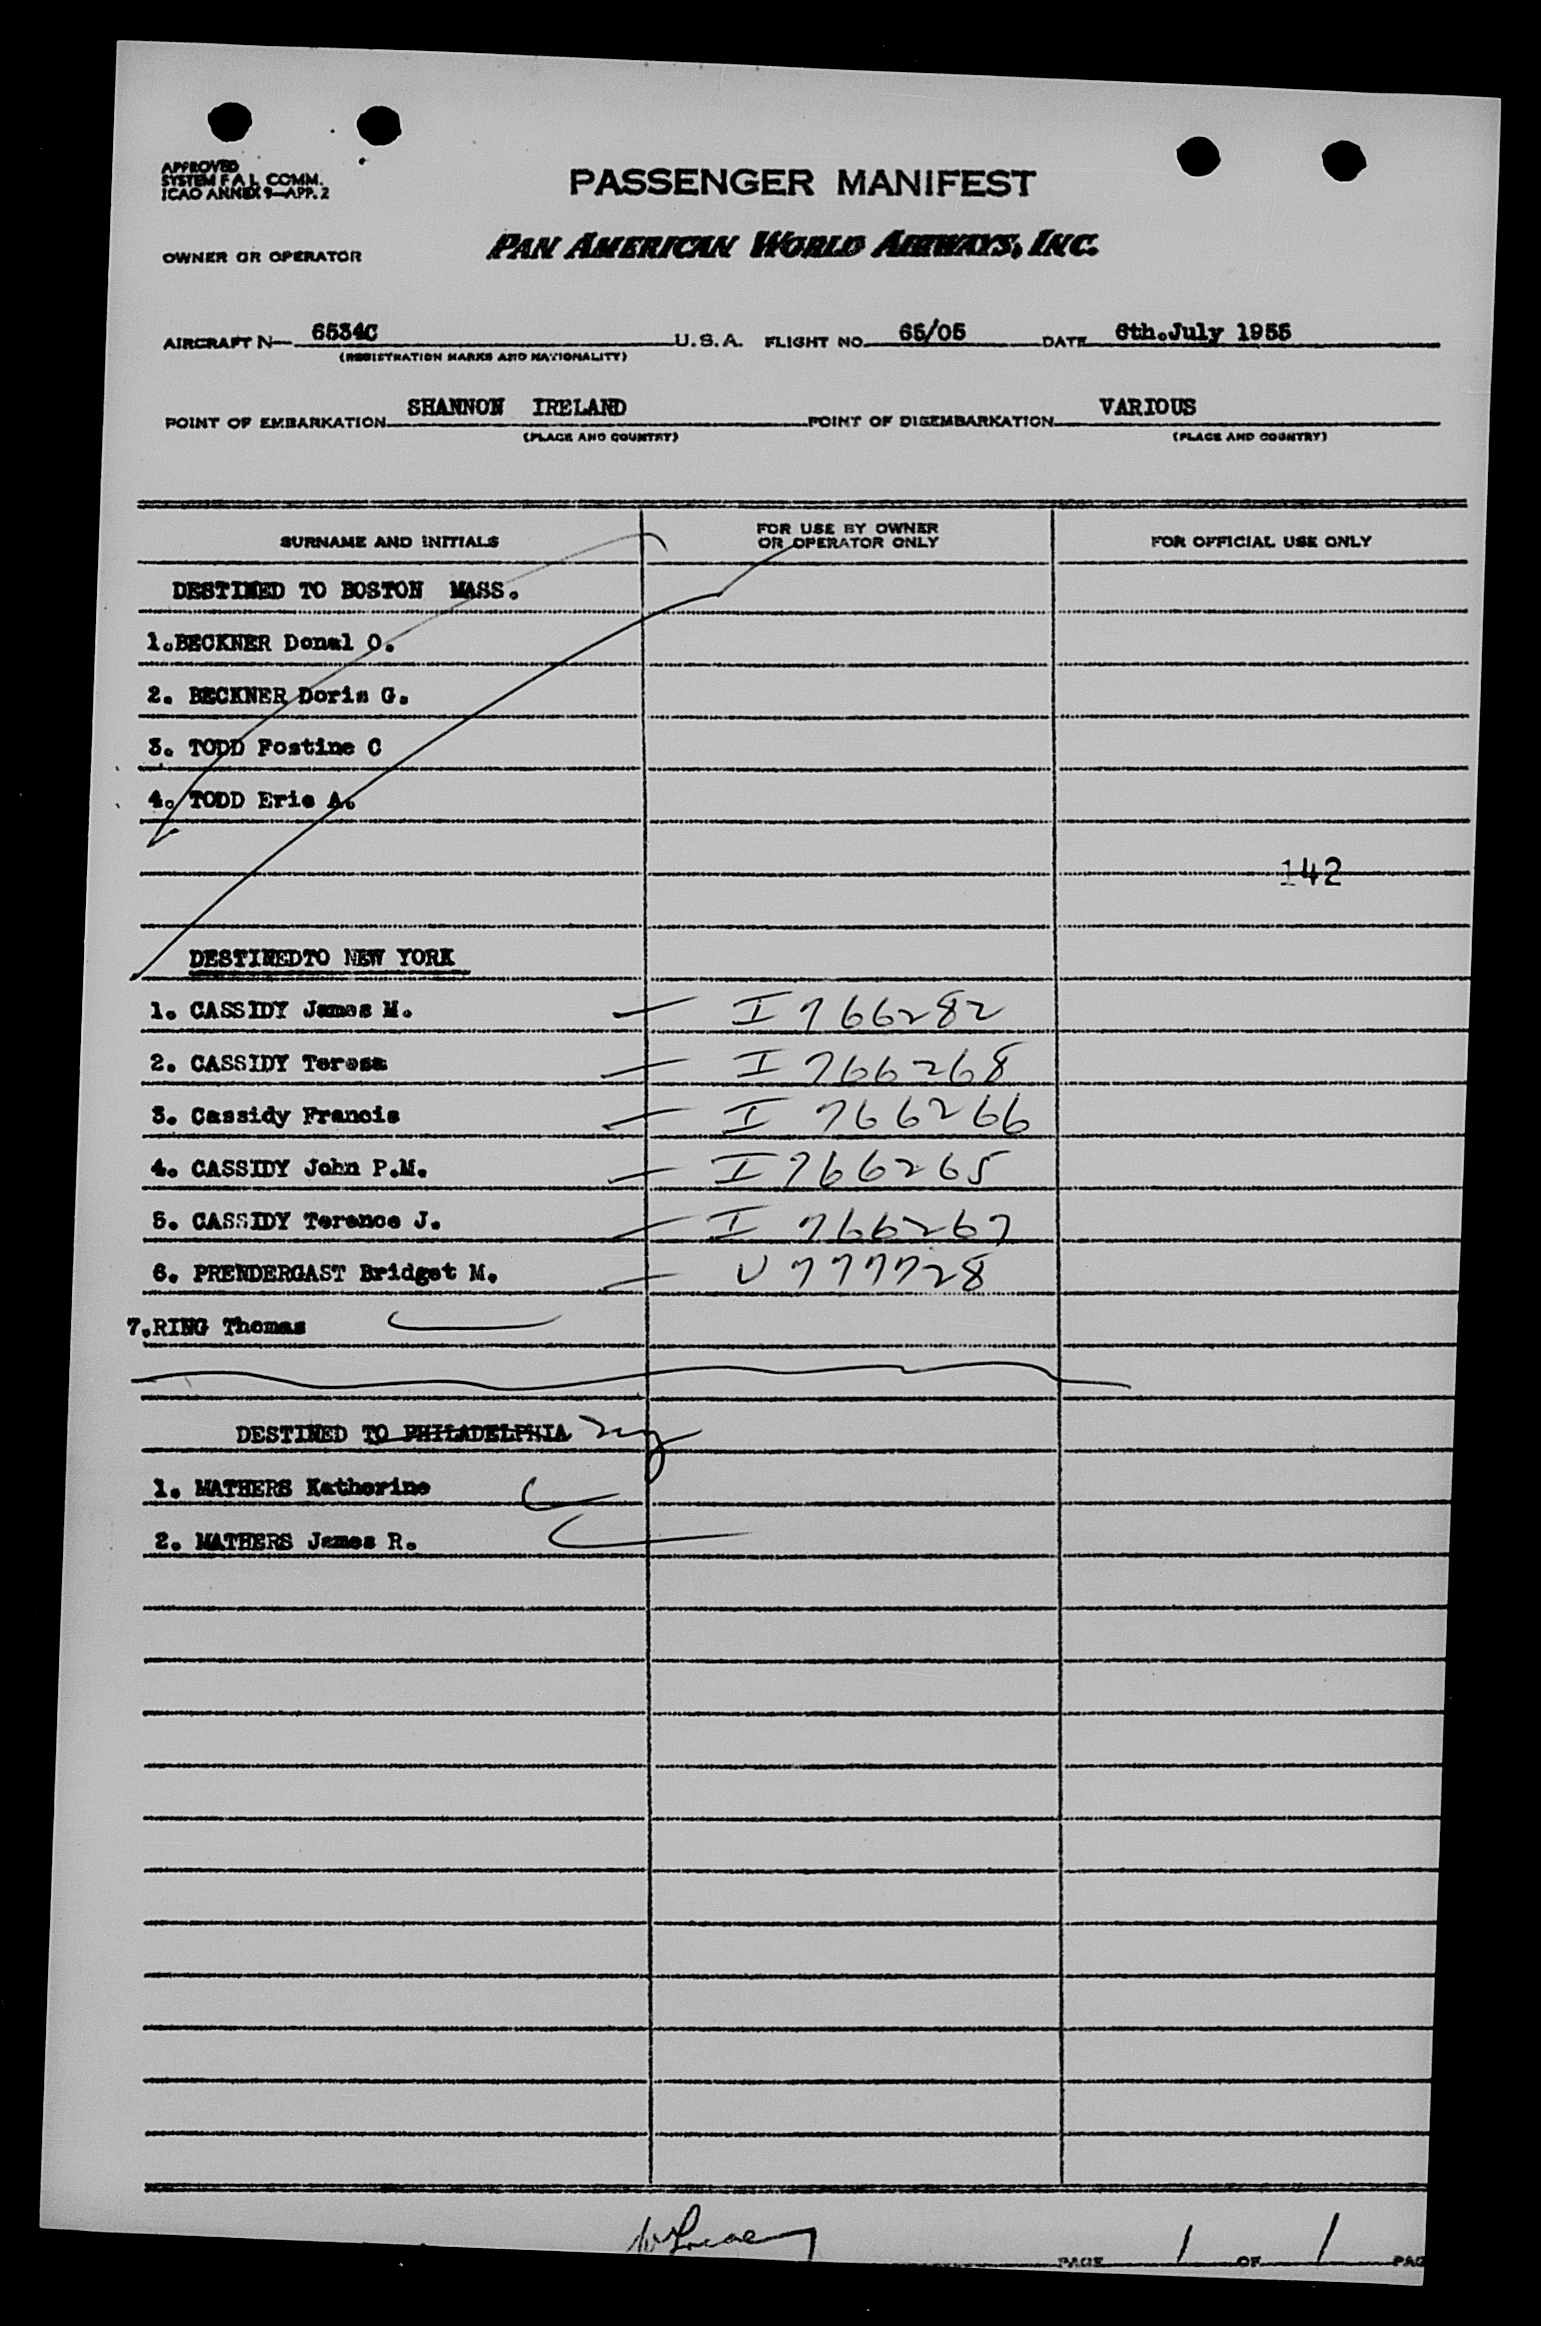 APPROVED
SYSTEM F A L COMM.
ICAO ANNEX 9—APP. 2
PASSENGER MANIFEST
OWNER OR OPERATOR PAN AMERICAN WORLD AIRWAYS, INC.
AIRCRAFT N— 6534C U.S.A. FLIGHT NO. 65/05 DATE 6th.July 1955
(REGISTRATION MARKS AND NATIONALITY)
POINT OF EMBARKATION SHANNON IRELAND POINT OF DISEMBARKATION VARIOUS
(PLACE AND COUNTRY) (PLACE AND COUNTRY)
SURNAME AND INITIALS FOR USE BY OWNER OR OPERATOR ONLY FOR OFFICIAL USE ONLY
DESTINED TO BOSTON MASS.
1.BECKNER Donal O.
2. BECKNER Doris G.
3. TODD Fostine C
4. TODD Eric A.
142
DESTINEDTO NEW YORK
1. CASSIDY James M. — I 766282
2. CASSIDY Teresa — I 766268
3. Cassidy Francis — I 766266
4. CASSIDY John P.M. — I 766265
5. CASSIDY Terence J. — I 766267
6. PRENDERGAST Bridget M. — U 777728
7.RING Thomas
DESTINED TO PHILADELPHIA
1. MATHERS Katherine
2. MATHERS James R.
PAGE 1 OF 1 PAG